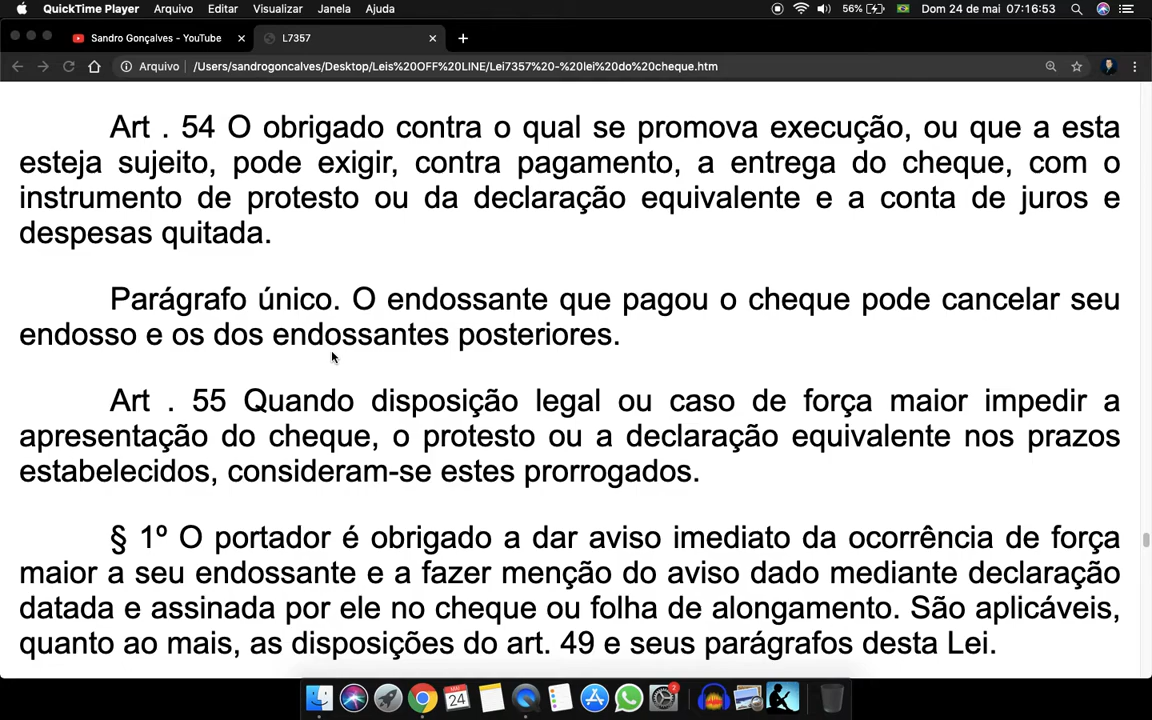 QuickTime Player Arquivo Editar Visualizar Janela Ajuda 56% Dom 24 de mai 07:16:53
Sandro Gonçalves - YouTube L7357
Arquivo /Users/sandrogoncalves/Desktop/Leis%20OFF%20LINE/Lei7357%20-%20lei%20do%20cheque.htm
Art . 54 O obrigado contra o qual se promova execução, ou que a esta
esteja sujeito, pode exigir, contra pagamento, a entrega do cheque, com o
instrumento de protesto ou da declaração equivalente e a conta de juros e
despesas quitada.
Parágrafo único. O endossante que pagou o cheque pode cancelar seu
endosso e os dos endossantes posteriores.
Art . 55 Quando disposição legal ou caso de força maior impedir a
apresentação do cheque, o protesto ou a declaração equivalente nos prazos
estabelecidos, consideram-se estes prorrogados.
§ 1º O portador é obrigado a dar aviso imediato da ocorrência de força
maior a seu endossante e a fazer menção do aviso dado mediante declaração
datada e assinada por ele no cheque ou folha de alongamento. São aplicáveis,
quanto ao mais, as disposições do art. 49 e seus parágrafos desta Lei.
24
2